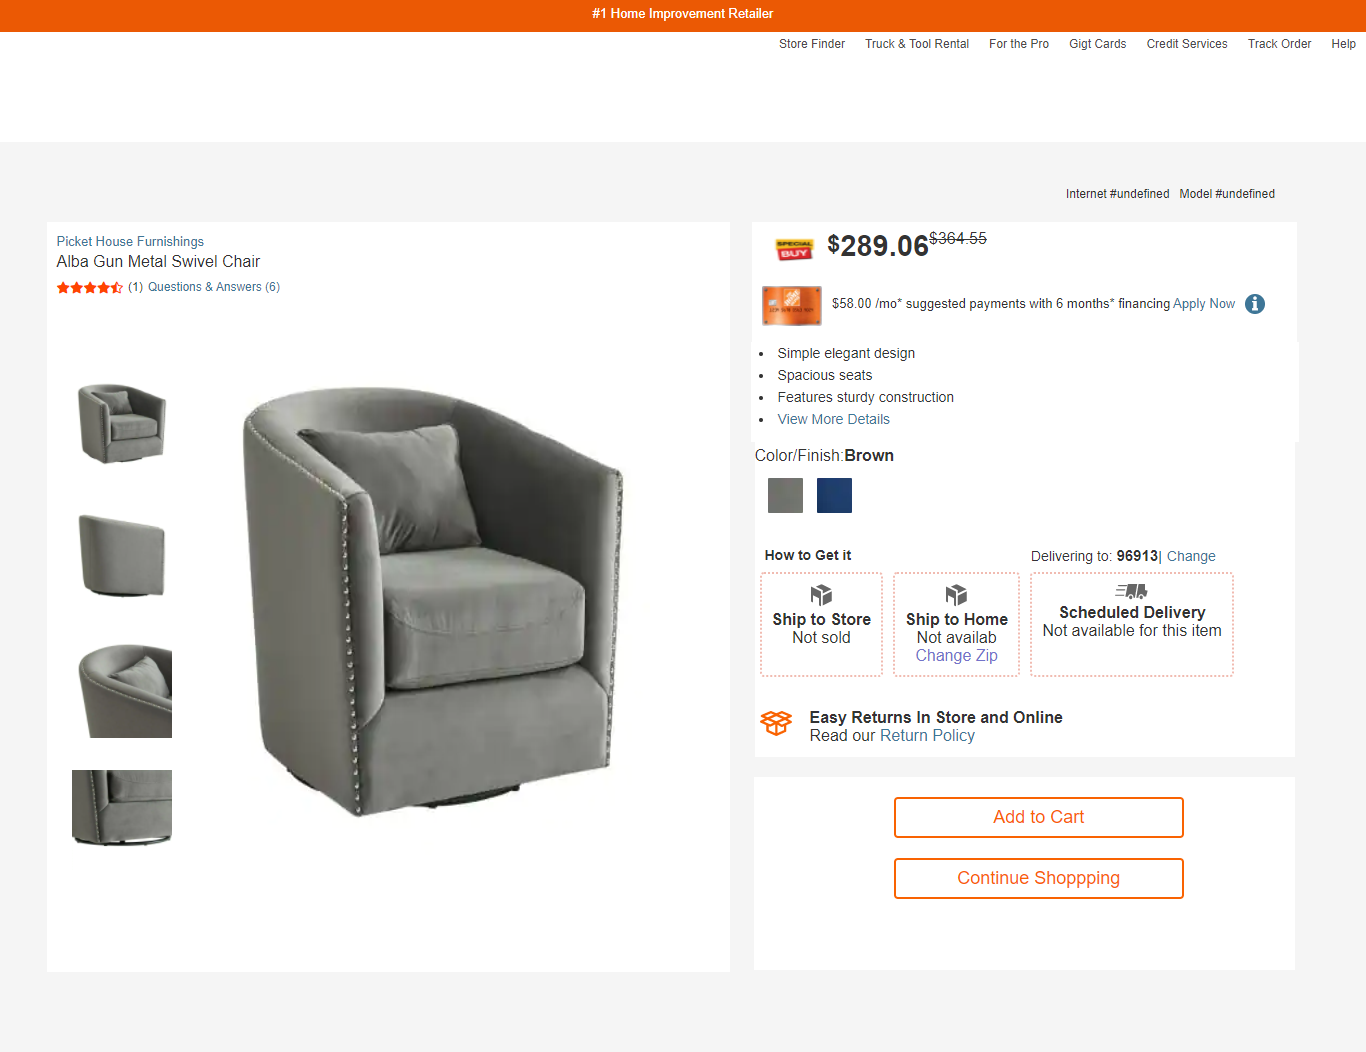 #1 Home Improvement Retailer
Store Finder Truck & Tool Rental For the Pro Gigt Cards Credit Services Track Order Help
Internet #undefined Model #undefined
Picket House Furnishings
Alba Gun Metal Swivel Chair
(1) Questions & Answers (6)
SPECIAL
BUY
$289.06 $364.55
$58.00 /mo* suggested payments with 6 months* financing Apply Now
Simple elegant design
Spacious seats
Features sturdy construction
View More Details
Color/Finish:Brown
How to Get it
Delivering to: 96913| Change
Ship to Store
Not sold
Ship to Home
Not availab
Change Zip
Scheduled Delivery
Not available for this item
Easy Returns In Store and Online
Read our Return Policy
Add to Cart
Continue Shoppping